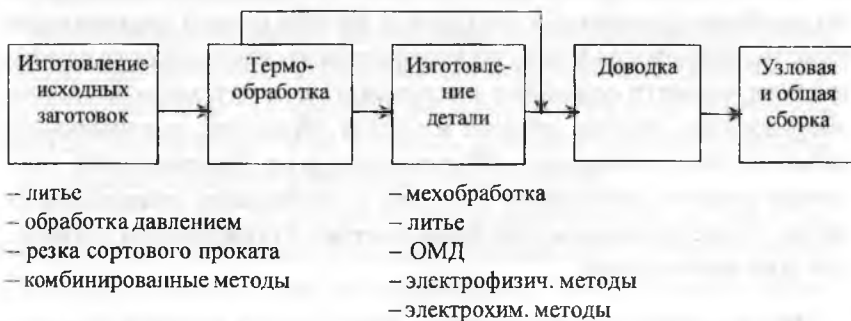 Изготовление
исходных
заготовок
Термо-
обработка
Изготовле-
ние
детали
Доводка
Узловая
и общая
сборка
– литье
– обработка давлением
– резка сортового проката
– комбинированные методы
– мехобработка
– литье
– ОМД
– электрофизич. методы
– электрохим. методы